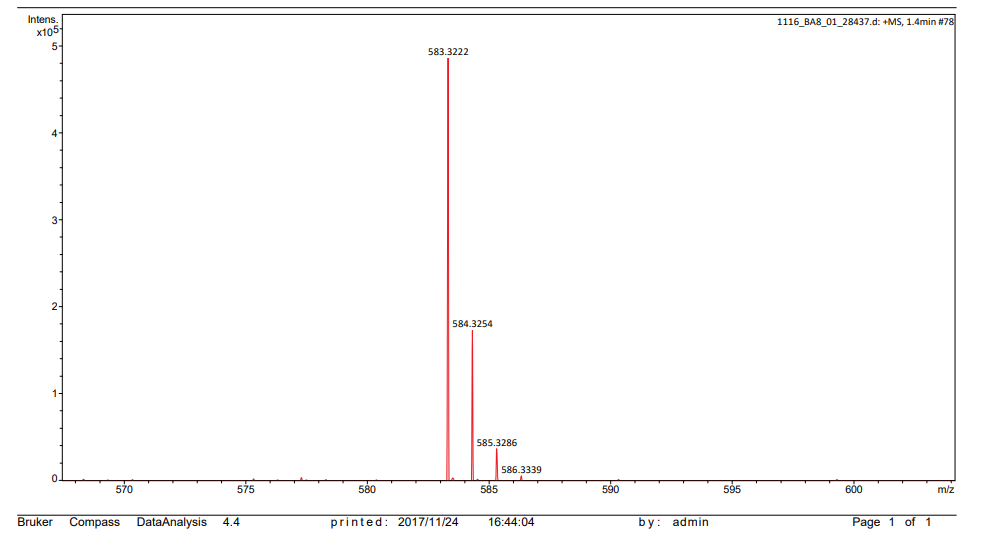 Intens.
x10⁵
1116_BA8_01_28437.d: +MS, 1.4min #78
5
583.3222
4
3
2
584.3254
1
585.3286
586.3339
0
570 575 580 585 590 595 600 m/z
Bruker Compass DataAnalysis 4.4 printed: 2017/11/24 16:44:04 by: admin Page 1 of 1